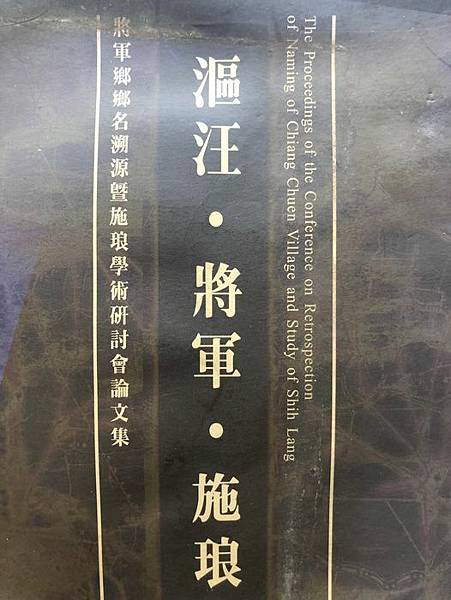 The Proceedings of the Conference on Retrospection
of Naming of Chiang Chuen Village and Study of Shih Lang
漚汪・將軍・施琅
將軍鄉鄉名溯源暨施琅學術研討會論文集